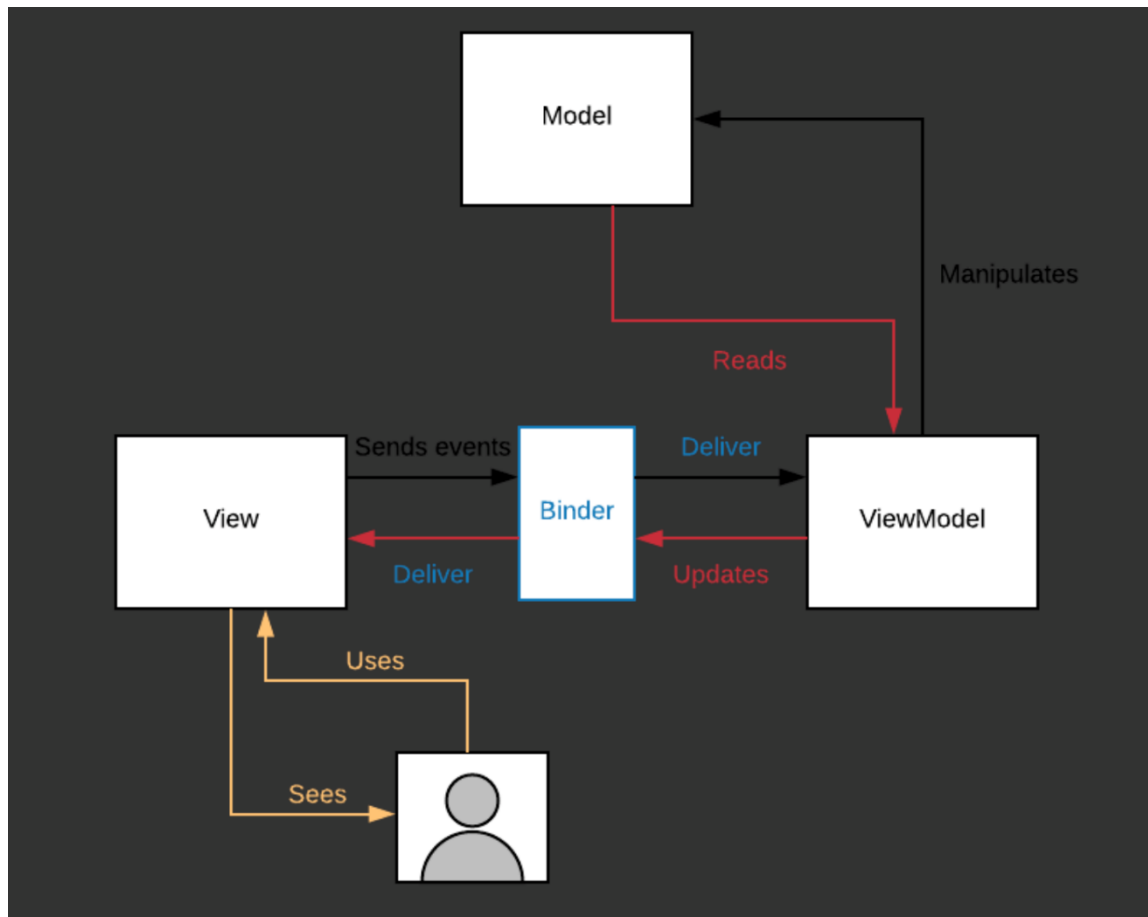 Model
Manipulates
Reads
Sends events
Deliver
View
Binder
ViewModel
Deliver
Updates
Uses
Sees